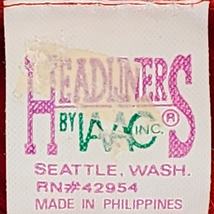 HEADLINERS®
BY IAAC INC.
SEATTLE, WASH.
RN#42954
MADE IN PHILIPPINES